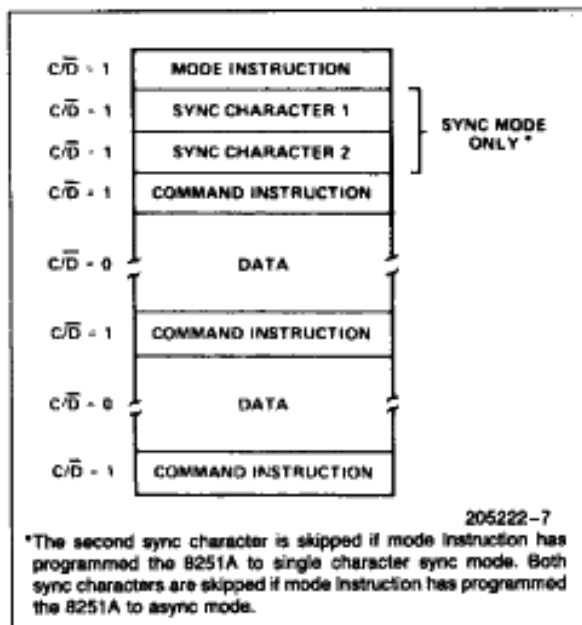 C/D̅ - 1 MODE INSTRUCTION
C/D̅ - 1 SYNC CHARACTER 1
SYNC MODE
ONLY *
C/D̅ - 1 SYNC CHARACTER 2
C/D̅ - 1 COMMAND INSTRUCTION
C/D̅ - 0 DATA
C/D̅ - 1 COMMAND INSTRUCTION
C/D̅ - 0 DATA
C/D̅ - 1 COMMAND INSTRUCTION
205222-7
*The second sync character is skipped if mode instruction has
programmed the 8251A to single character sync mode. Both
sync characters are skipped if mode instruction has programmed
the 8251A to async mode.